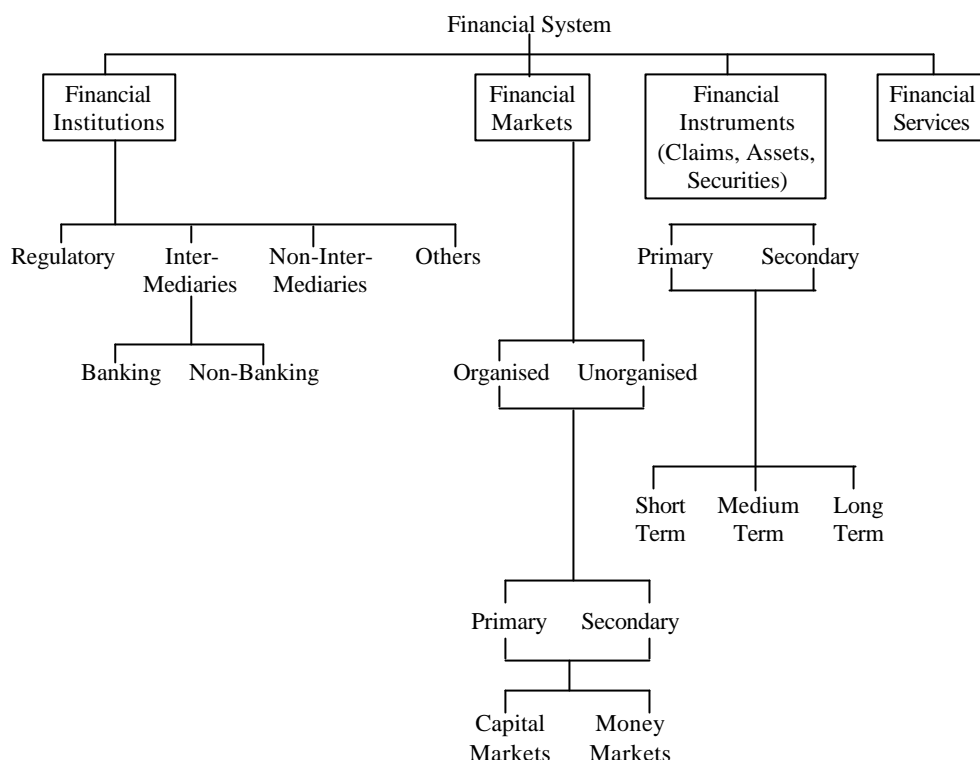 Financial System
Financial
Institutions
Financial
Markets
Financial
Instruments
(Claims, Assets,
Securities)
Financial
Services
Regulatory
Inter-
Mediaries
Non-Inter-
Mediaries
Others
Primary
Secondary
Banking
Non-Banking
Organised
Unorganised
Short
Term
Medium
Term
Long
Term
Primary
Secondary
Capital
Markets
Money
Markets